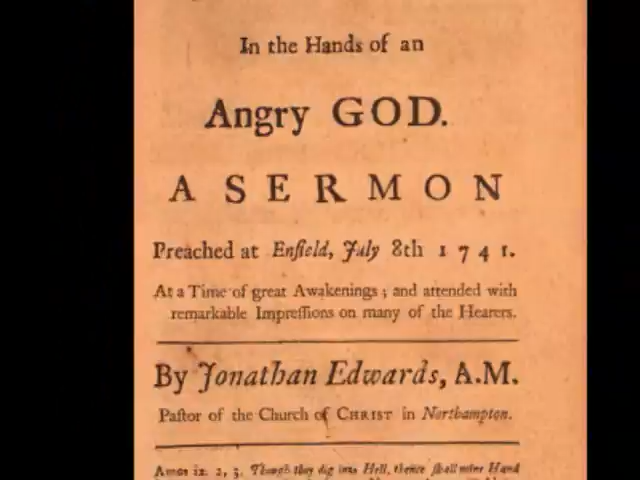 In the Hands of an
Angry GOD.
A SERMON
Preached at Enfield, July 8th 1741.
At a Time of great Awakenings; and attended with
remarkable Impreſſions on many of the Hearers.
By Jonathan Edwards, A.M.
Paſtor of the Church of CHRIST in Northampton.
Amos ix. 2, 3. Though they dig into Hell, thence ſhall mine Hand